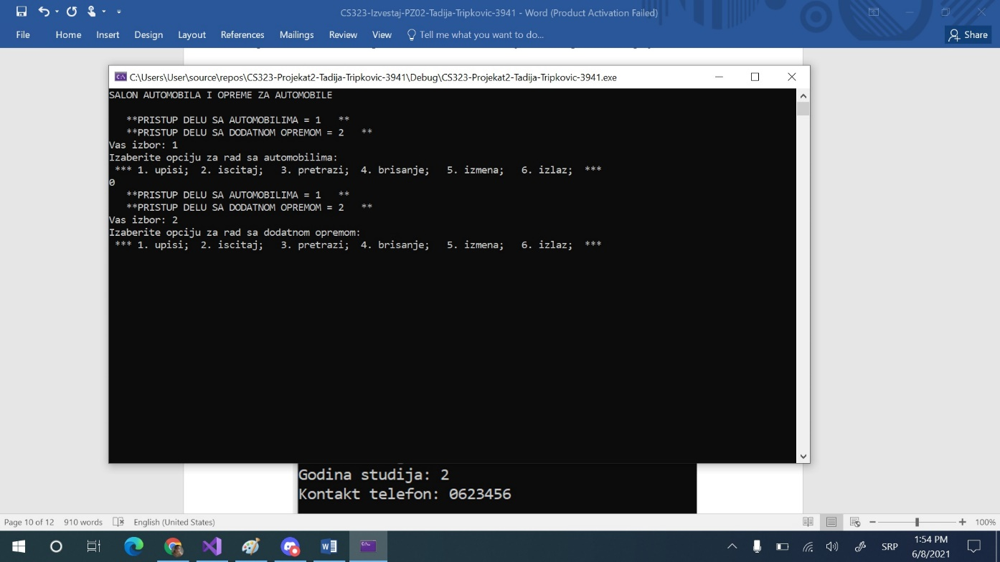 CS323-Izvestaj-PZ02-Tadija-Tripkovic-3941 - Word (Product Activation Failed)
File Home Insert Design Layout References Mailings Review View Tell me what you want to do... Share
C:\Users\User\source\repos\CS323-Projekat2-Tadija-Tripkovic-3941\Debug\CS323-Projekat2-Tadija-Tripkovic-3941.exe
SALON AUTOMOBILA I OPREME ZA AUTOMOBILE
**PRISTUP DELU SA AUTOMOBILIMA = 1 **
**PRISTUP DELU SA DODATNOM OPREMOM = 2 **
Vas izbor: 1
Izaberite opciju za rad sa automobilima:
*** 1. upisi; 2. iscitaj; 3. pretrazi; 4. brisanje; 5. izmena; 6. izlaz; ***
0
**PRISTUP DELU SA AUTOMOBILIMA = 1 **
**PRISTUP DELU SA DODATNOM OPREMOM = 2 **
Vas izbor: 2
Izaberite opciju za rad sa dodatnom opremom:
*** 1. upisi; 2. iscitaj; 3. pretrazi; 4. brisanje; 5. izmena; 6. izlaz; ***
Godina studija: 2
Kontakt telefon: 0623456
Page 10 of 12 910 words English (United States) 100%
SRP
1:54 PM
6/8/2021